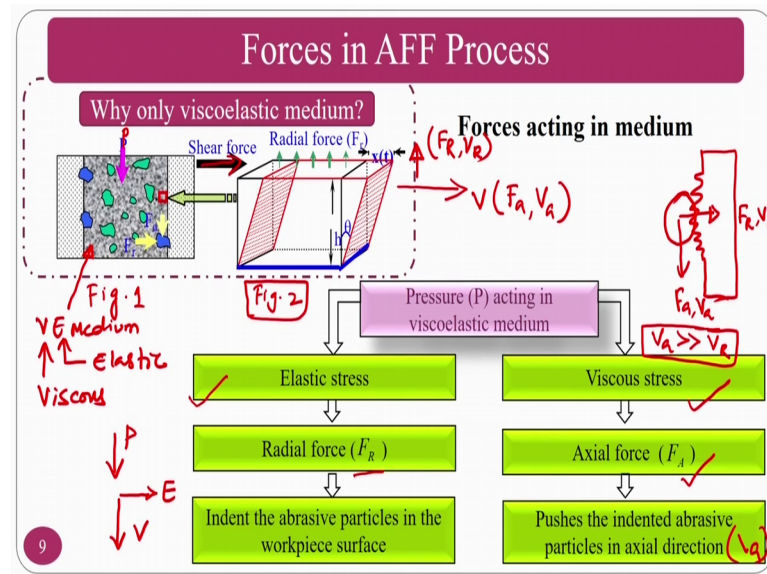 Forces in AFF Process
Why only viscoelastic medium?
Forces acting in medium
P
Shear force
Radial force (F
x(t)
(FR, VR)
V(Fa, Va)
h
θ
F
Fig.1
Fig.2
VE medium
Elastic
Viscous
FR, V
Fa, Va
Va >> VR
Pressure (P) acting in
viscoelastic medium
Elastic stress
Viscous stress
Radial force (FR)
Axial force (FA)
Indent the abrasive particles in the
workpiece surface
Pushes the indented abrasive
particles in axial direction
P
E
V
9